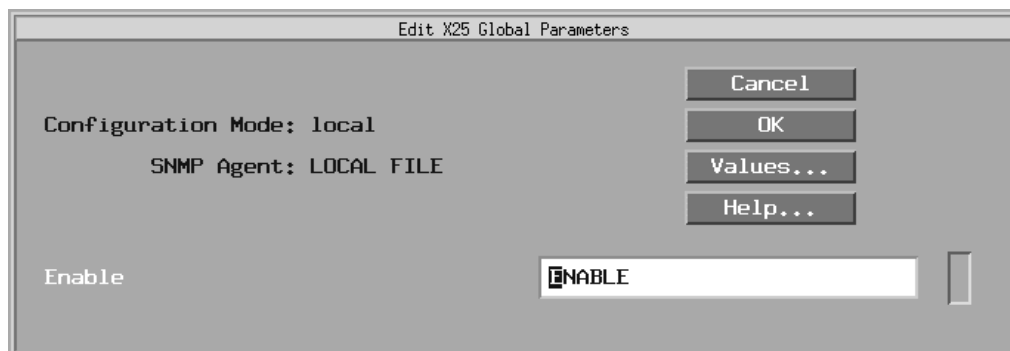 Edit X25 Global Parameters
Cancel
Configuration Mode: local
OK
SNMP Agent: LOCAL FILE
Values...
Help...
Enable
ENABLE